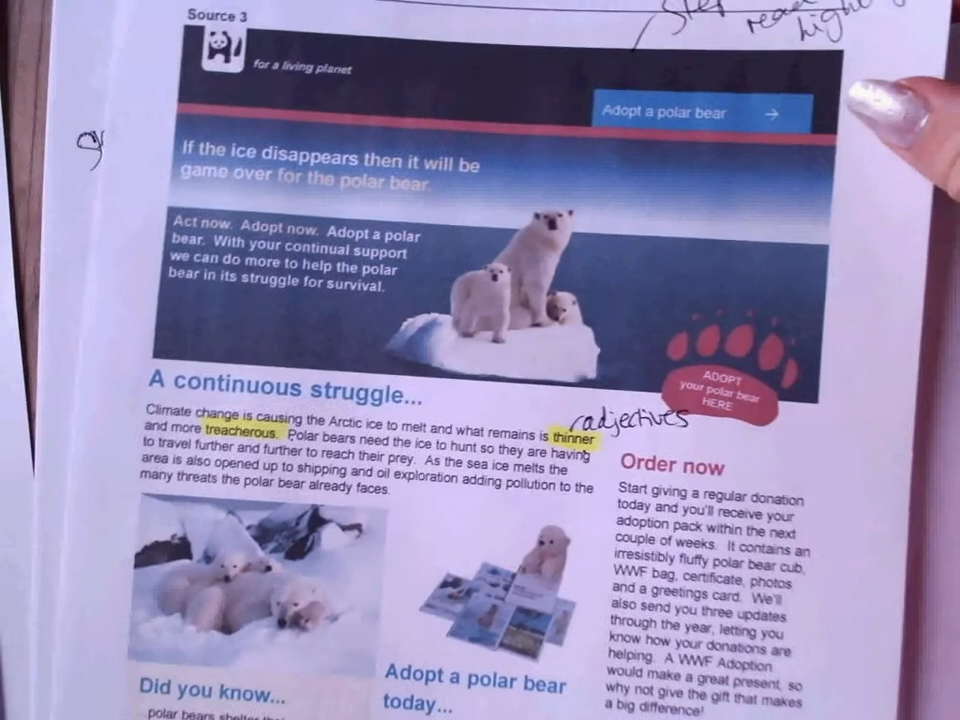 Source 3
for a living planet
Adopt a polar bear
If the ice disappears then it will be
game over for the polar bear.
Act now. Adopt now. Adopt a polar
bear. With your continual support
we can do more to help the polar
bear in its struggle for survival.
ADOPT
your polar bear
HERE
A continuous struggle...
adjectives
Climate change is causing the Arctic ice to melt and what remains is thinner
and more treacherous. Polar bears need the ice to hunt so they are having
to travel further and further to reach their prey. As the sea ice melts the
area is also opened up to shipping and oil exploration adding pollution to the
many threats the polar bear already faces.
Order now
Start giving a regular donation
today and you'll receive your
adoption pack within the next
couple of weeks. It contains an
irresistibly fluffy polar bear cub,
WWF bag, certificate, photos
and a greetings card. We'll
also send you three updates
through the year, letting you
know how your donations are
helping. A WWF Adoption
would make a great present, so
why not give the gift that makes
a big difference!
Did you know...
polar bears shelter
Adopt a polar bear
today...